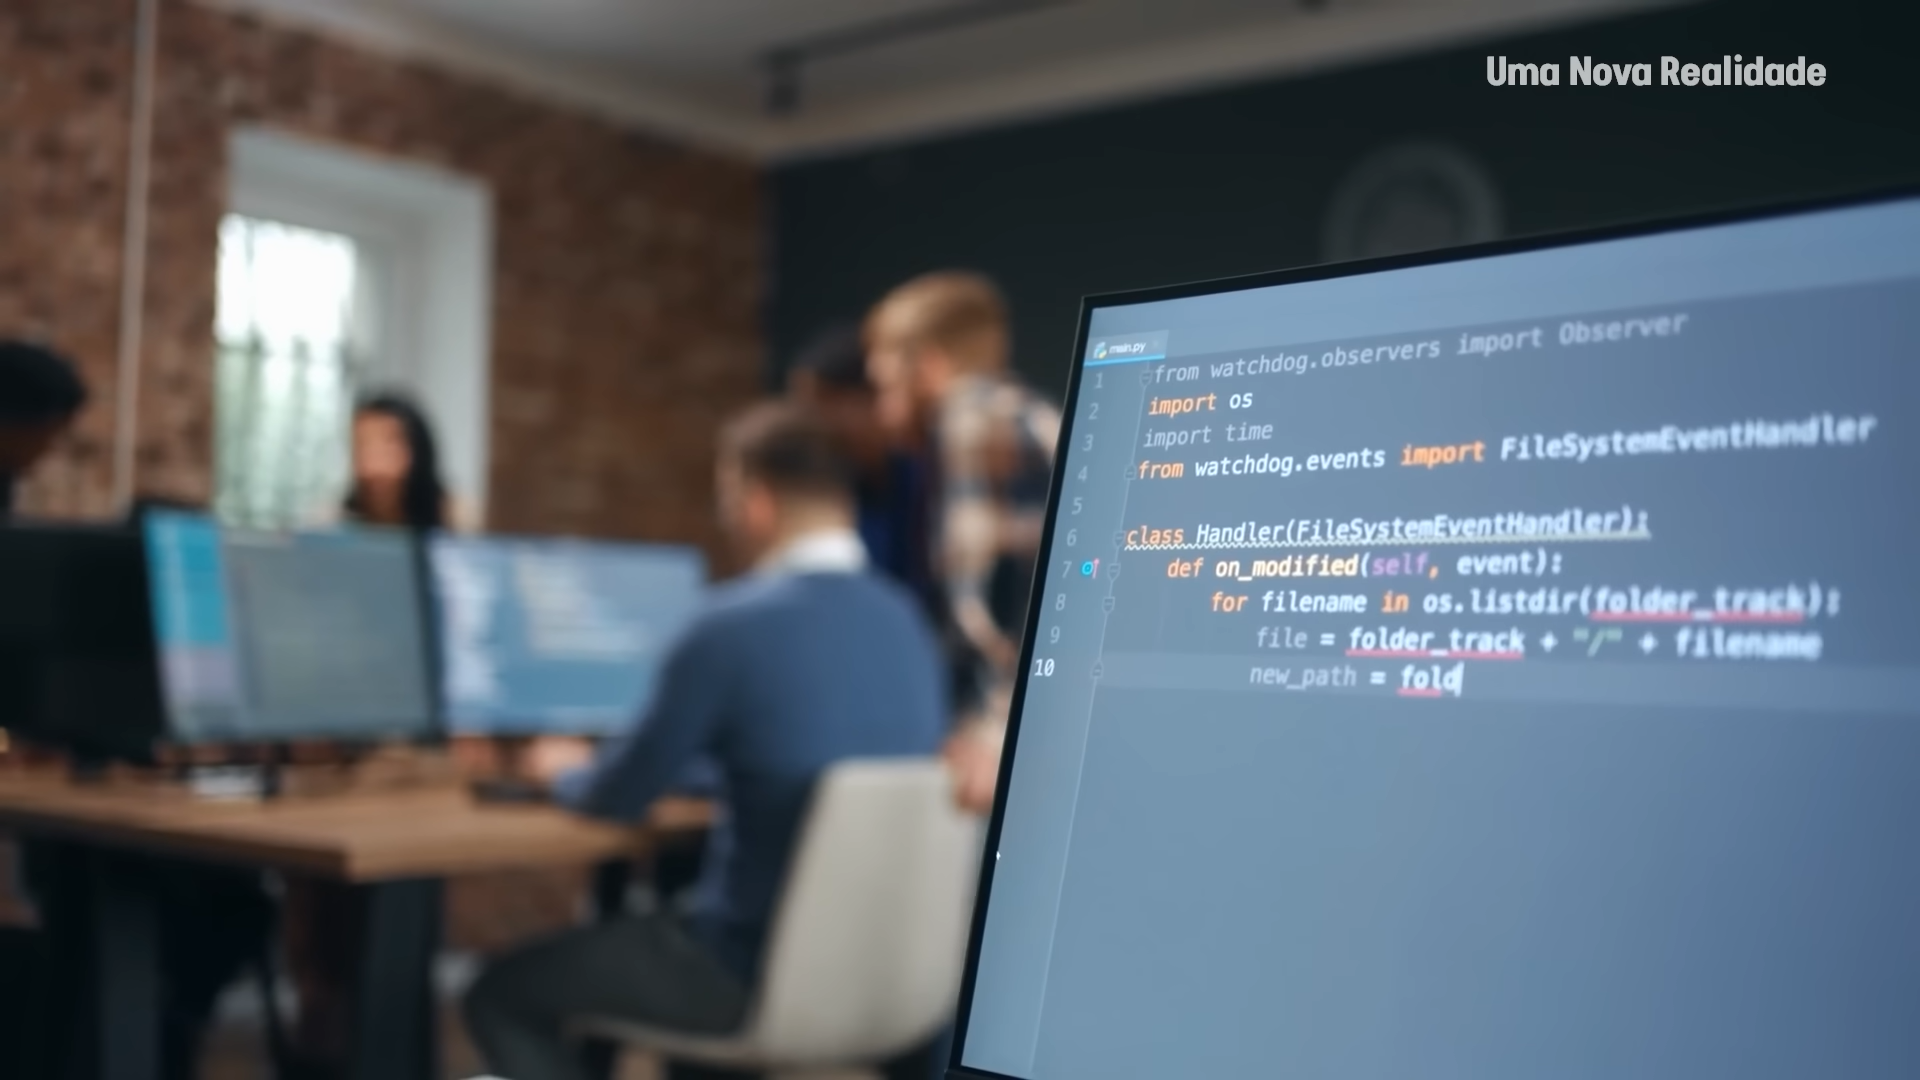 Uma Nova Realidade
main.py
1 from watchdog.observers import Observer
2 import os
3 import time
4 from watchdog.events import FileSystemEventHandler
5
6 class Handler(FileSystemEventHandler):
7 def on_modified(self, event):
8 for filename in os.listdir(folder_track):
9 file = folder_track + "/" + filename
10 new_path = fold